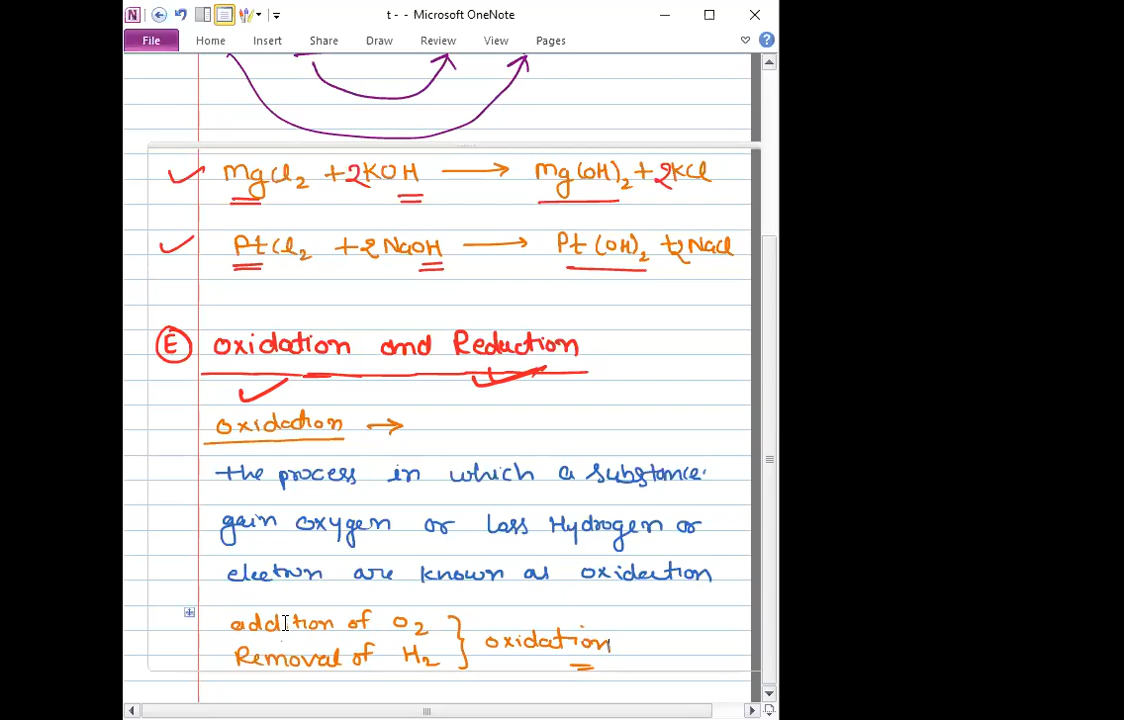 t - - Microsoft OneNote
File Home Insert Share Draw Review View Pages
MgCl2 + 2KOH → Mg(OH)2 + 2KCl
PtCl2 + 2NaOH → Pt(OH)2 + 2NaCl
E Oxidation and Reduction
Oxidation →
the process in which a substance
gain oxygen or loss Hydrogen or
electron are known as oxidation
addition of O2
Removal of H2 } oxidation